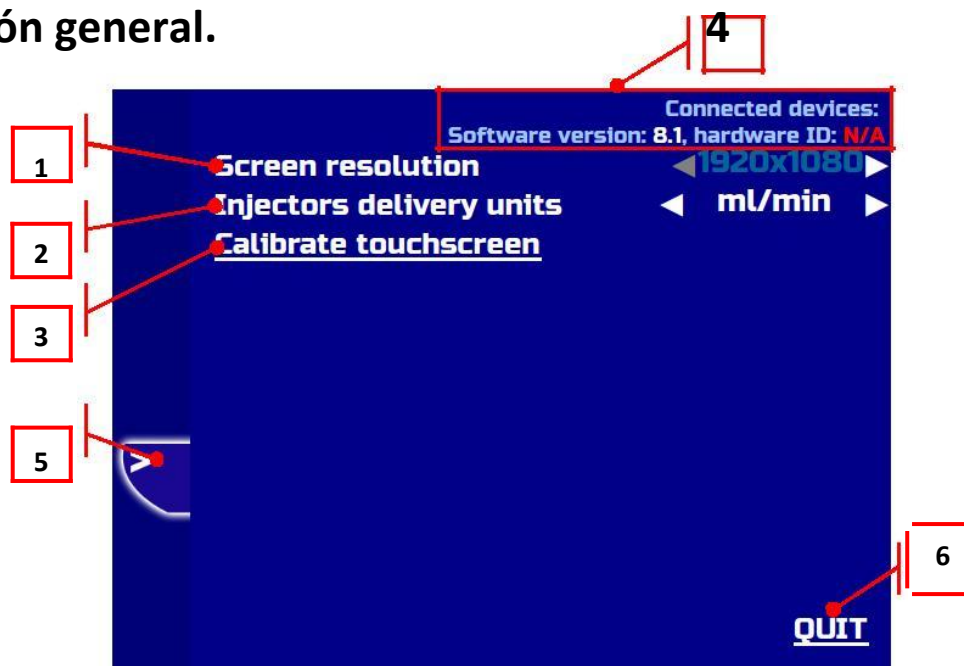 ón general.
4
Connected devices:
Software version: 8.1, hardware ID: N/A
1
Screen resolution
1920x1080
2
Injectors delivery units
ml/min
3
Calibrate touchscreen
5
>
6
QUIT